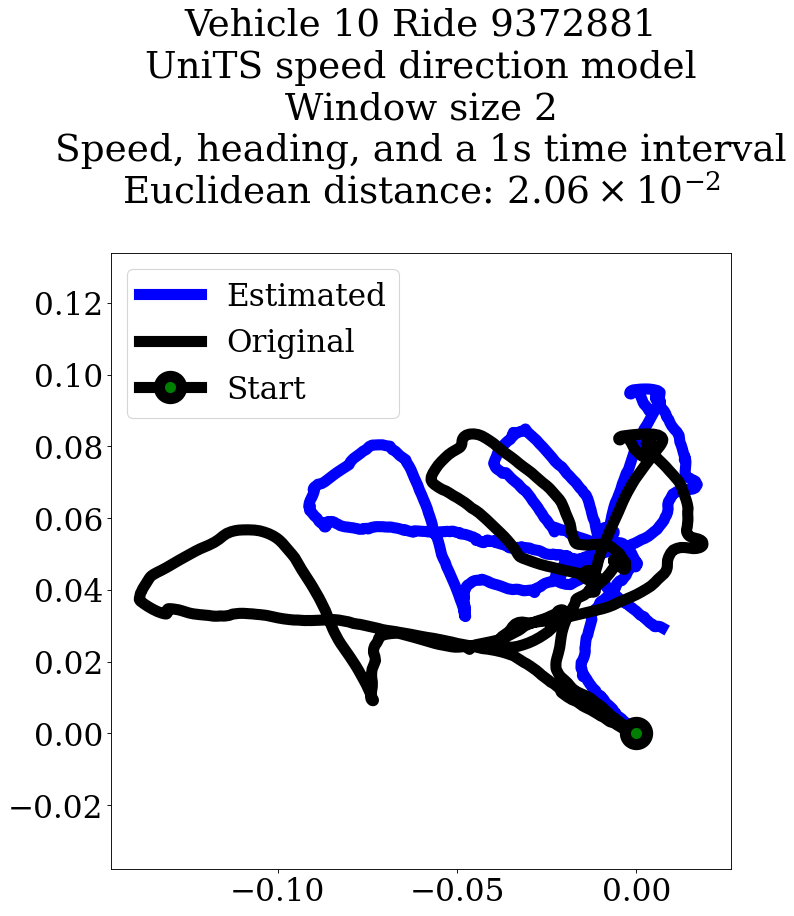 Vehicle 10 Ride 9372881
UniTS speed direction model
Window size 2
Speed, heading, and a 1s time interval
Euclidean distance: 2.06 × 10⁻²
Estimated
Original
Start
0.12
0.10
0.08
0.06
0.04
0.02
0.00
−0.02
−0.10 −0.05 0.00